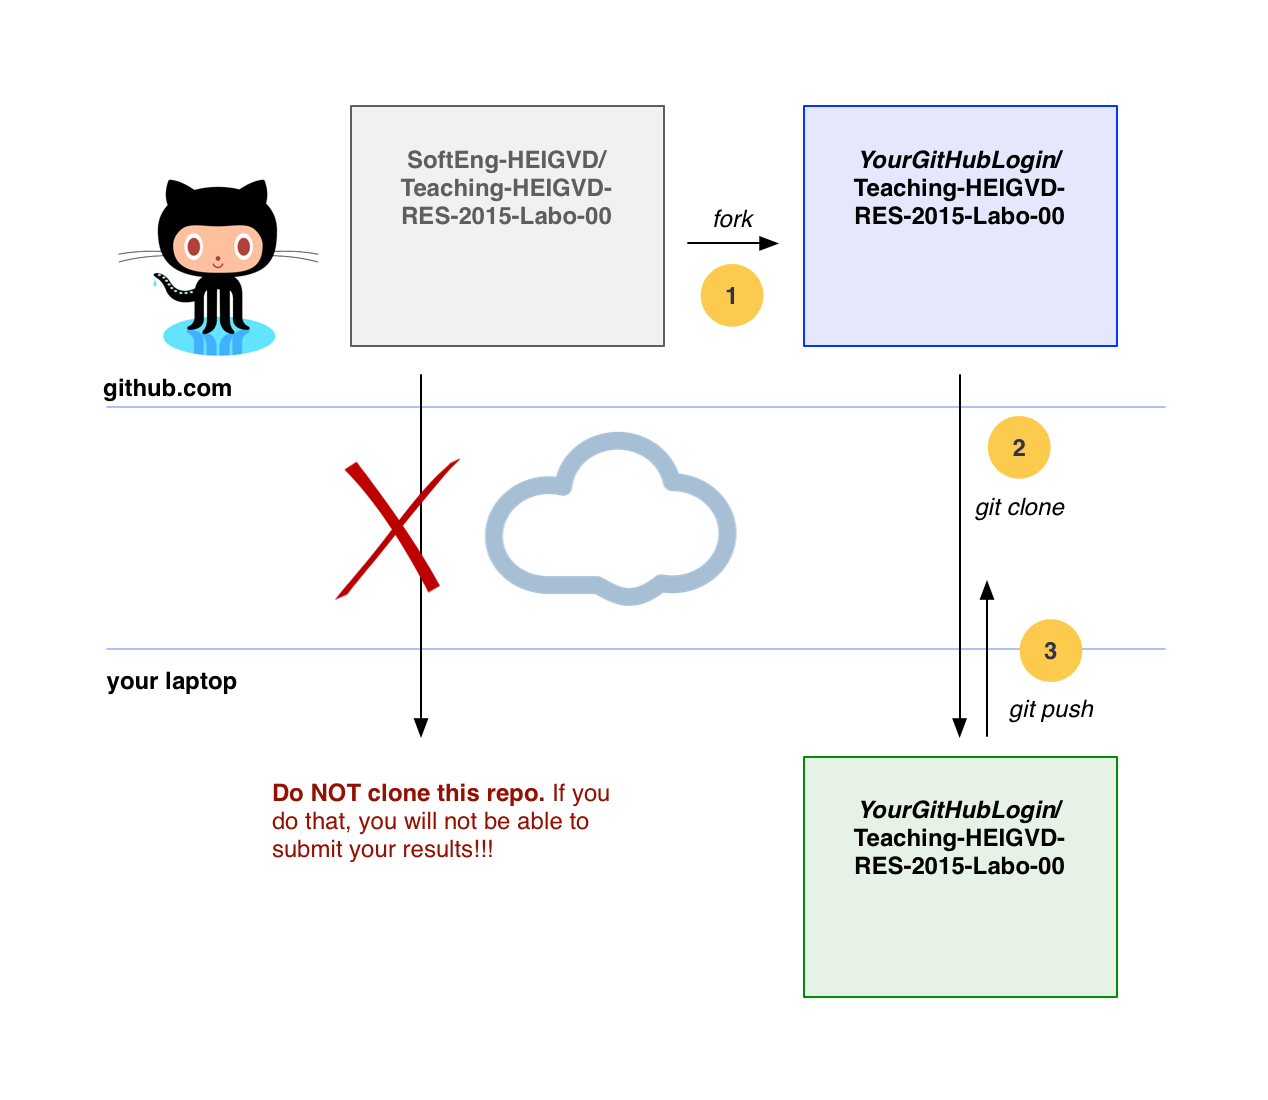 SoftEng-HEIGVD/
Teaching-HEIGVD-
RES-2015-Labo-00
fork
1
YourGitHubLogin/
Teaching-HEIGVD-
RES-2015-Labo-00
github.com
2
git clone
3
git push
your laptop
Do NOT clone this repo. If you
do that, you will not be able to
submit your results!!!
YourGitHubLogin/
Teaching-HEIGVD-
RES-2015-Labo-00